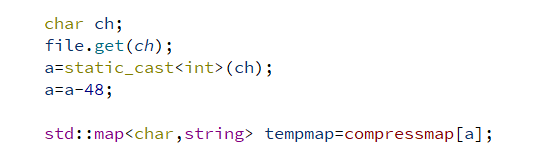 char ch;
file.get(ch);
a=static_cast<int>(ch);
a=a-48;
std::map<char,string> tempmap=compressmap[a];